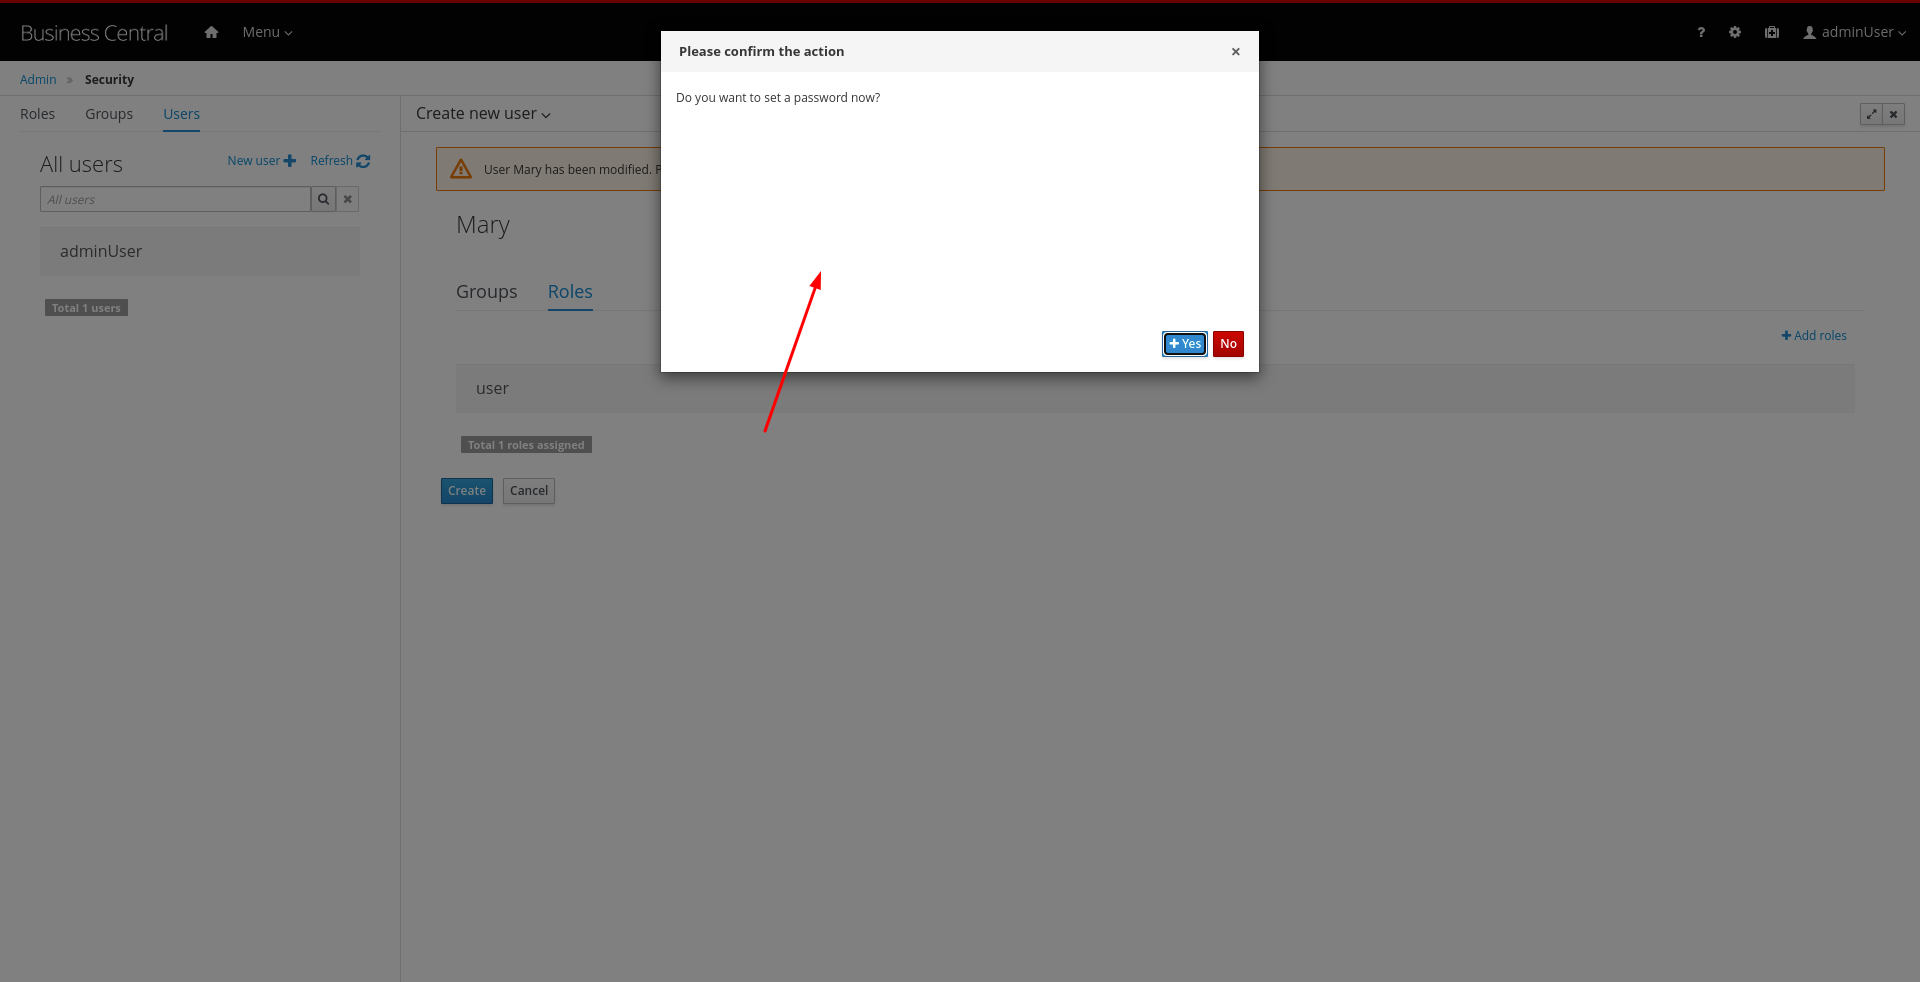 Business Central
Menu
?
adminUser
Admin » Security
Roles
Groups
Users
All users
New user
Refresh
All users
adminUser
Total 1 users
Create new user
User Mary has been modified. P
Mary
Groups
Roles
Add roles
user
Total 1 roles assigned
Create
Cancel
Please confirm the action
×
Do you want to set a password now?
Yes
No